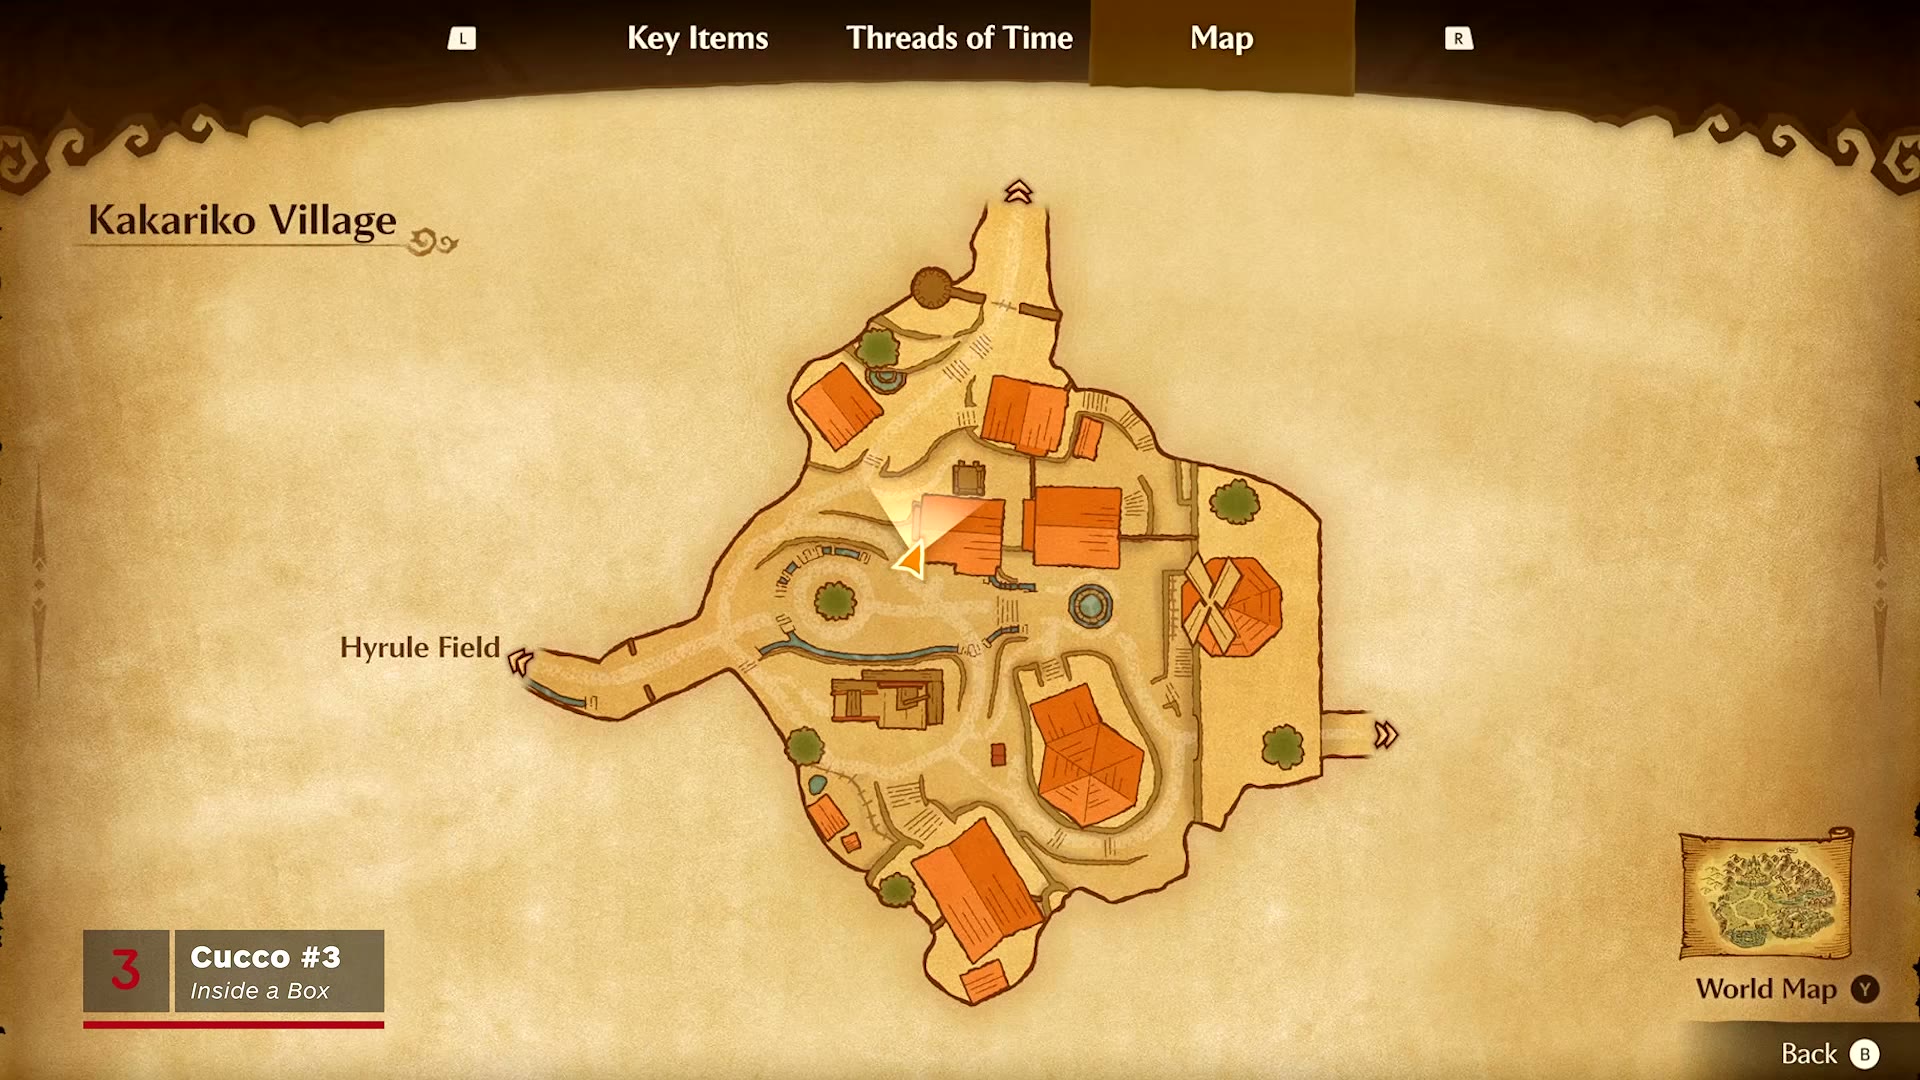 L
Key Items
Threads of Time
Map
R
Kakariko Village
Hyrule Field
3
Cucco #3
Inside a Box
World Map Y
Back B